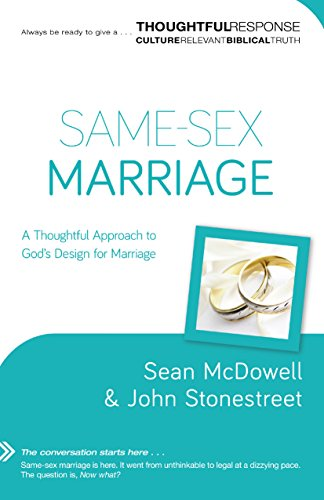 Always be ready to give a . . . THOUGHTFULRESPONSE
CULTURERELEVANTBIBLICALTRUTH
SAME-SEX
MARRIAGE
A Thoughtful Approach to
God's Design for Marriage
Sean McDowell
& John Stonestreet
The conversation starts here . . .
Same-sex marriage is here. It went from unthinkable to legal at a dizzying pace.
The question is, Now what?